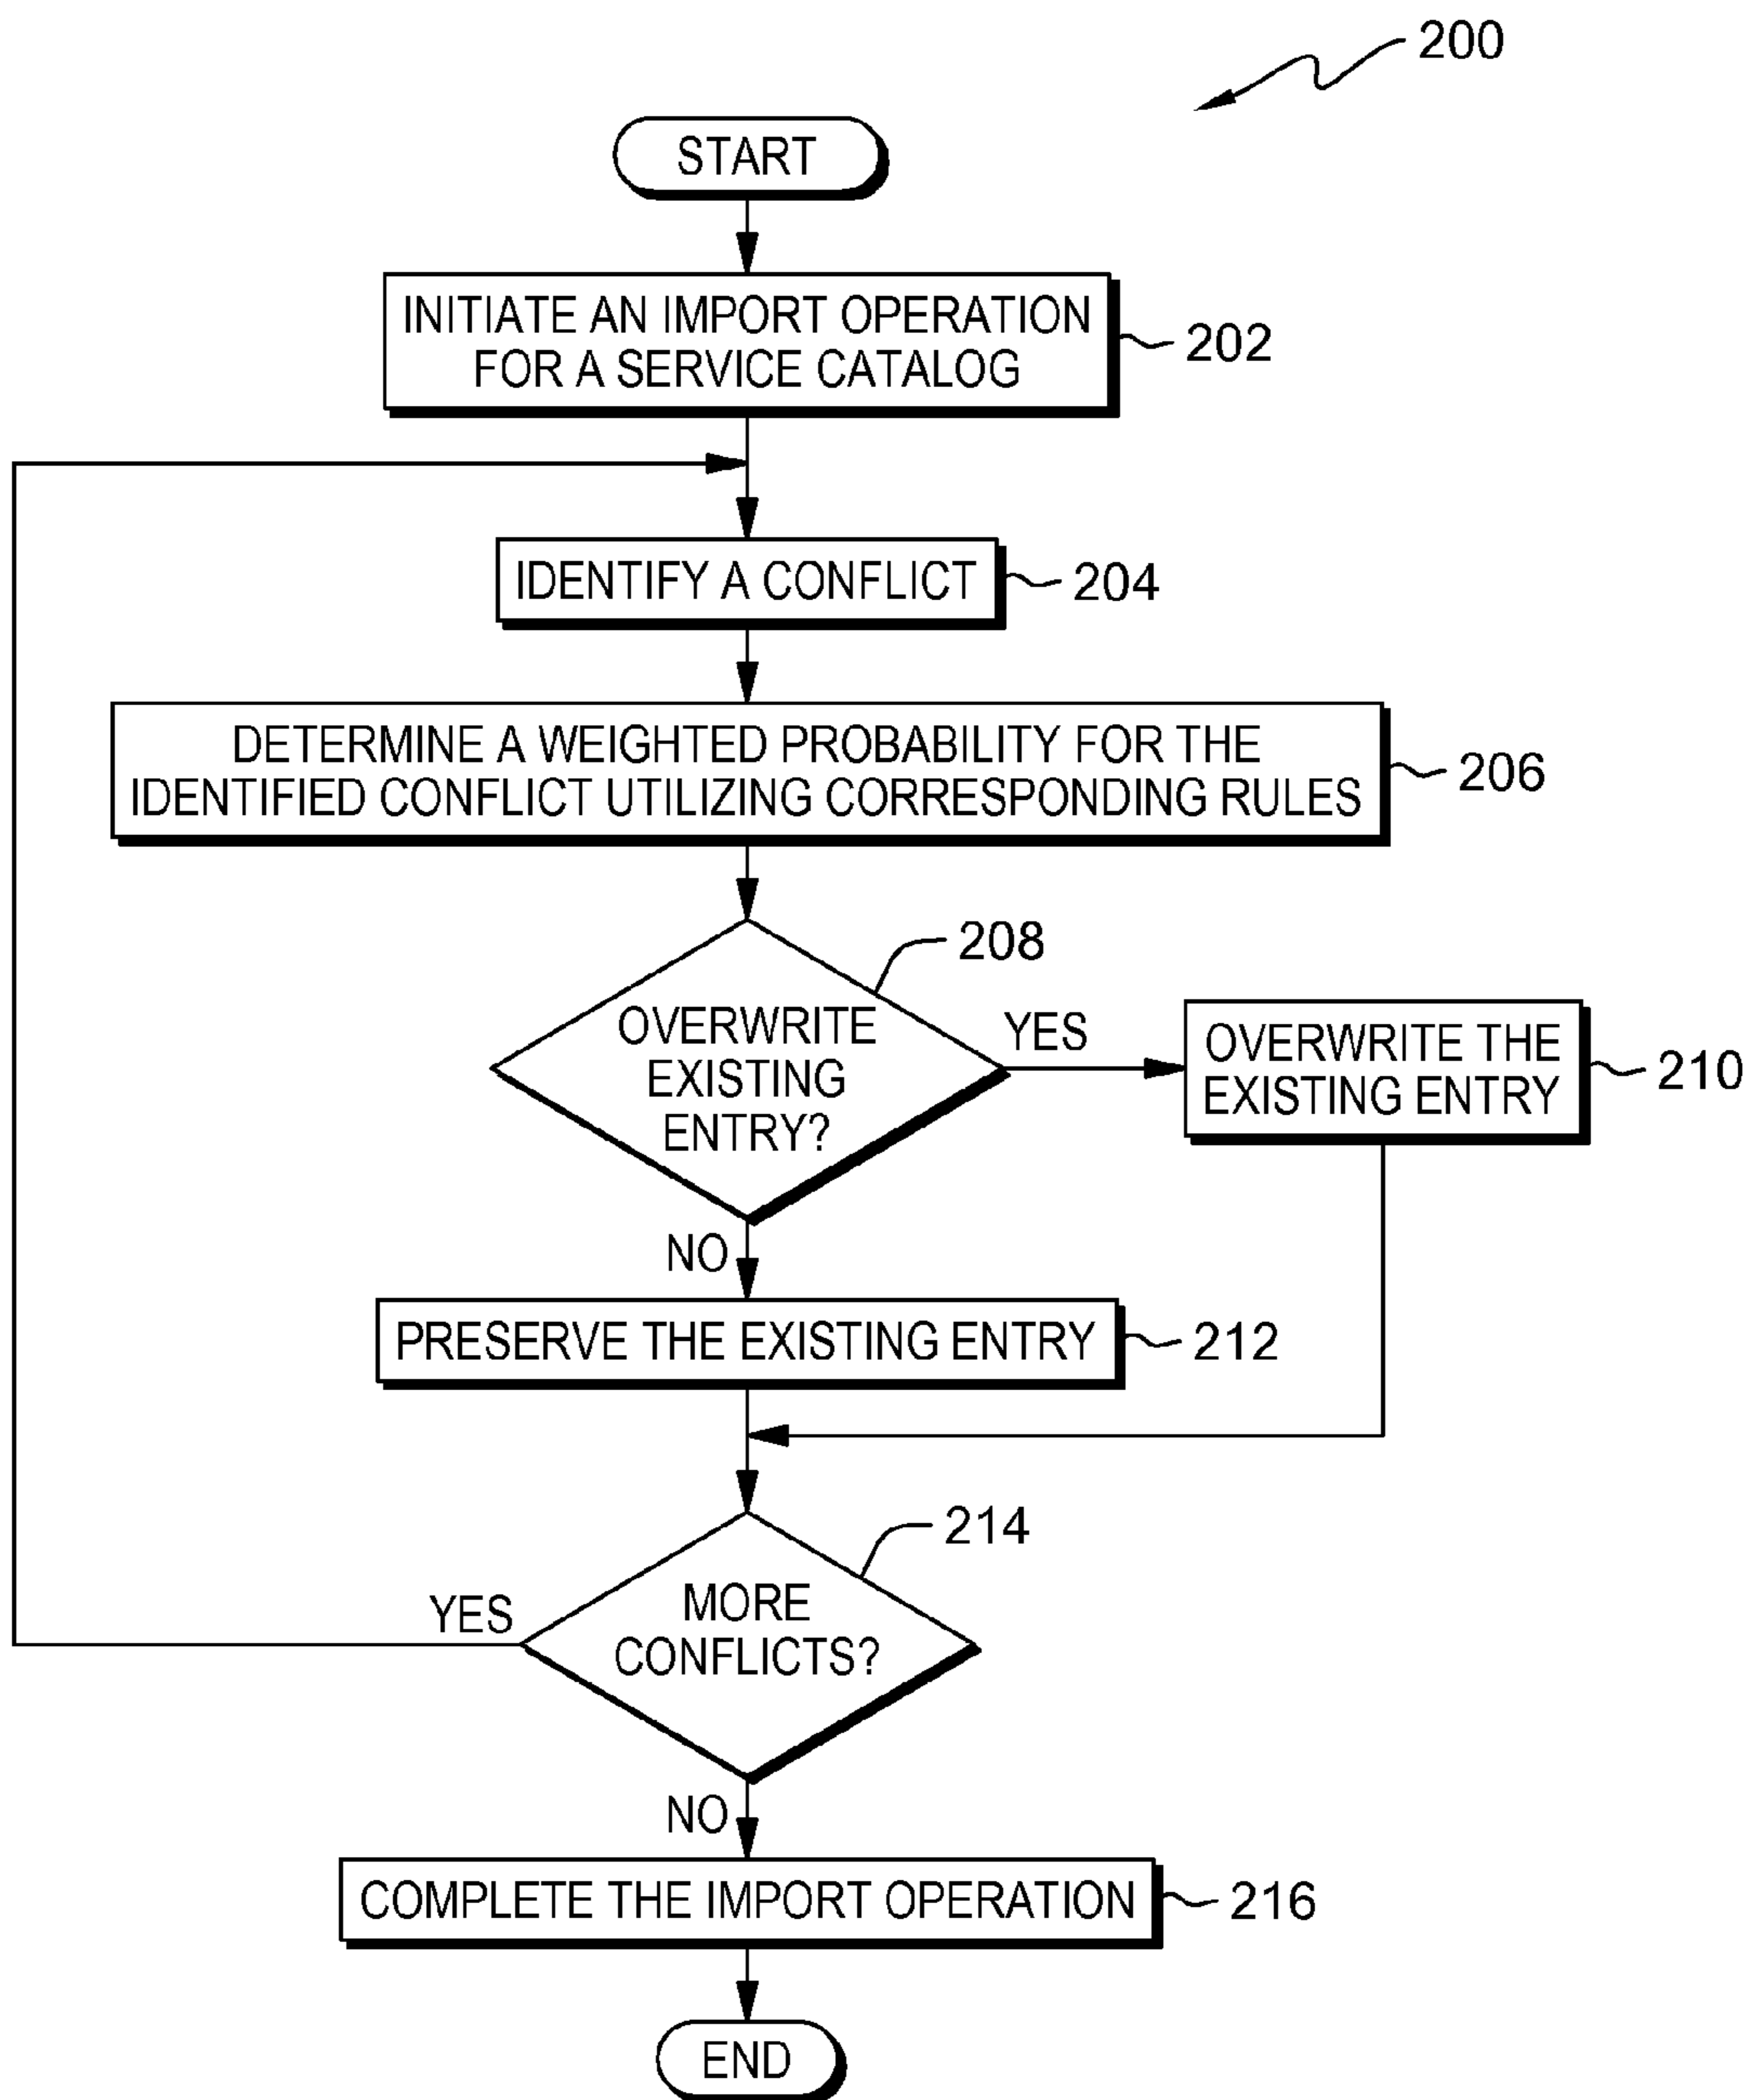 200
START
INITIATE AN IMPORT OPERATION
FOR A SERVICE CATALOG
202
IDENTIFY A CONFLICT
204
DETERMINE A WEIGHTED PROBABILITY FOR THE
IDENTIFIED CONFLICT UTILIZING CORRESPONDING RULES
206
208
OVERWRITE
EXISTING
ENTRY?
YES
OVERWRITE THE
EXISTING ENTRY
210
NO
PRESERVE THE EXISTING ENTRY
212
214
MORE
CONFLICTS?
YES
NO
COMPLETE THE IMPORT OPERATION
216
END